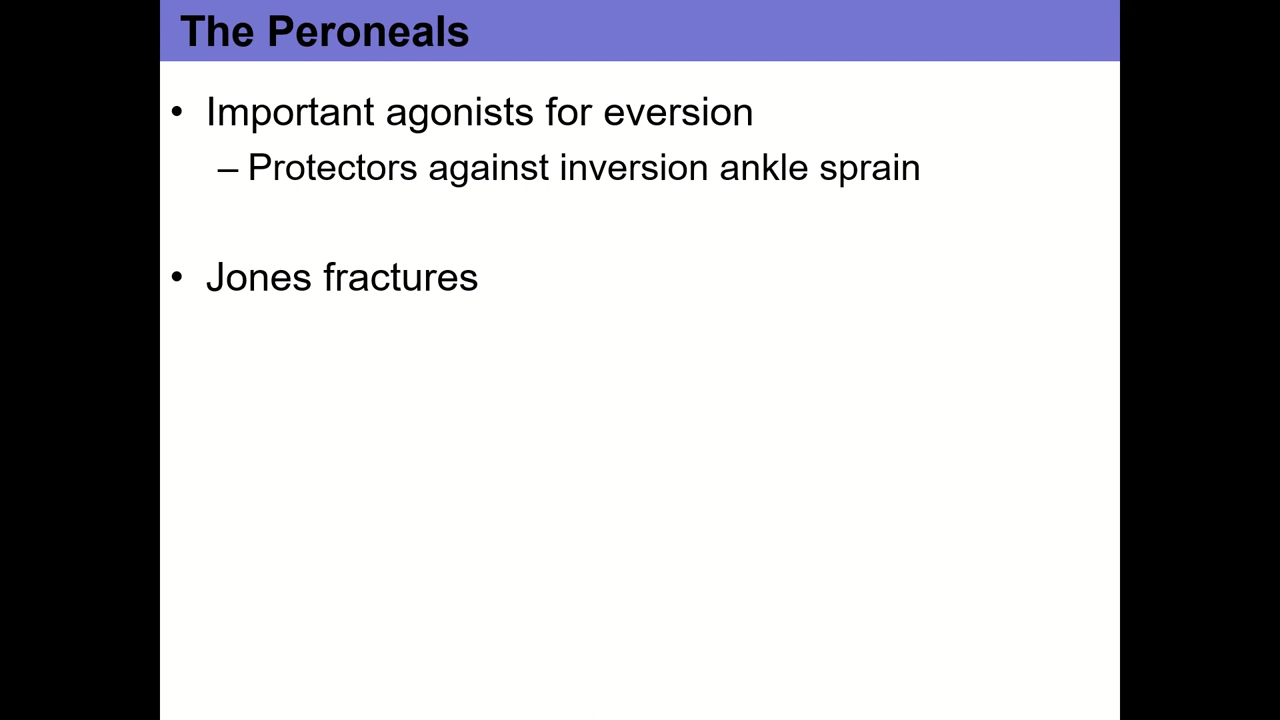 The Peroneals
• Important agonists for eversion
– Protectors against inversion ankle sprain
• Jones fractures